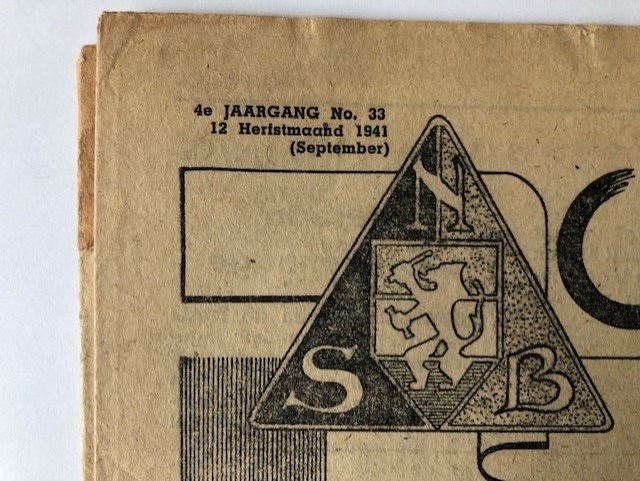 4e JAARGANG No. 33
12 Herfstmaand 1941
(September)
N
S B